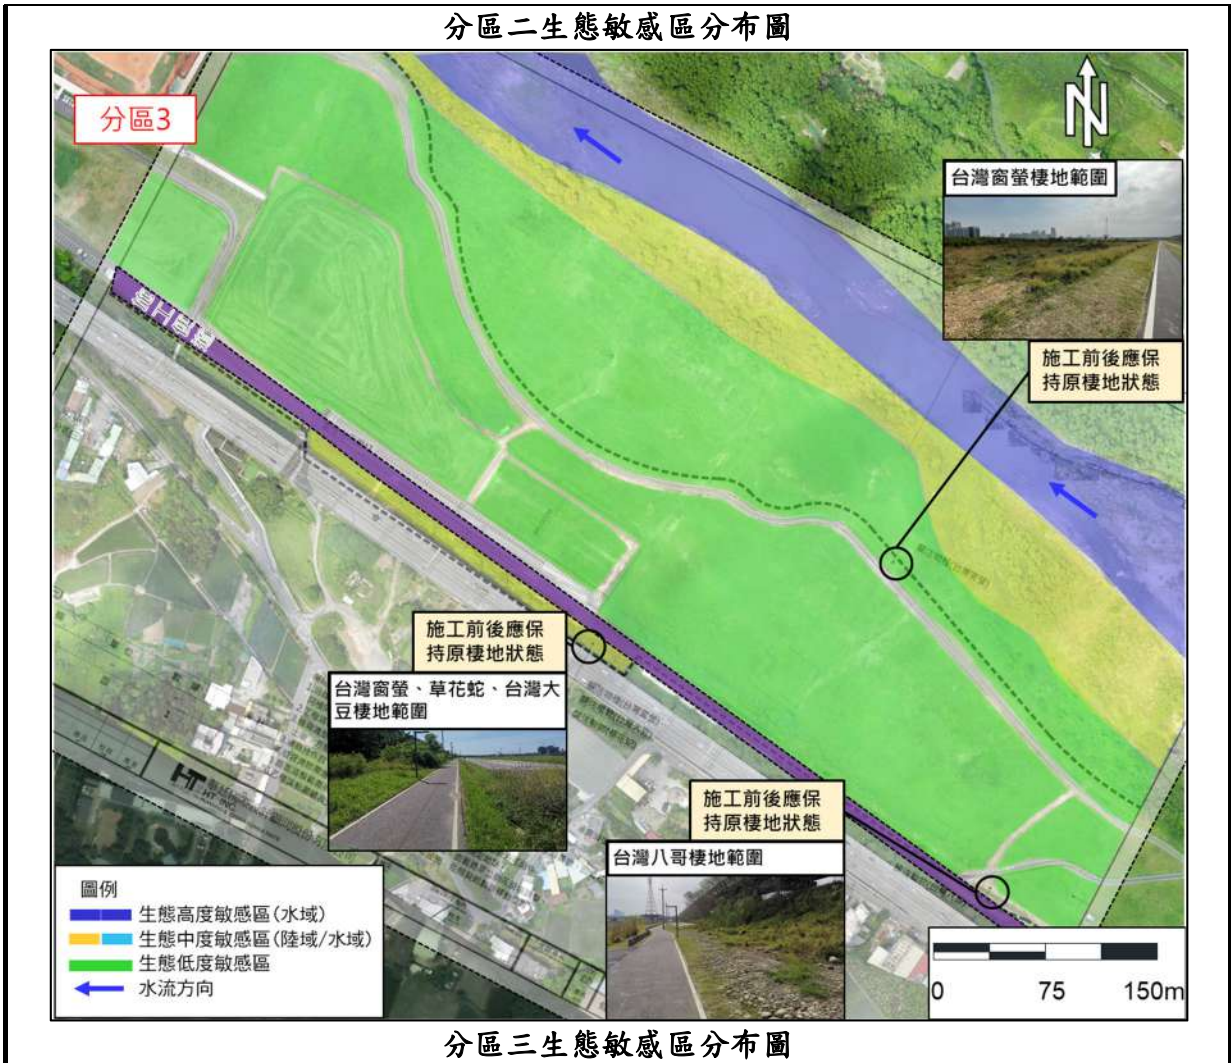 分區二生態敏感區分布圖
分區3
N
台灣窗螢棲地範圍
施工前後應保
持原棲地狀態
施工前後應保
持原棲地狀態
台灣窗螢、草花蛇、台灣大
豆棲地範圍
施工前後應保
持原棲地狀態
台灣八哥棲地範圍
HT INC.
圖例
生態高度敏感區(水域)
生態中度敏感區(陸域/水域)
生態低度敏感區
水流方向
0 75 150m
分區三生態敏感區分布圖